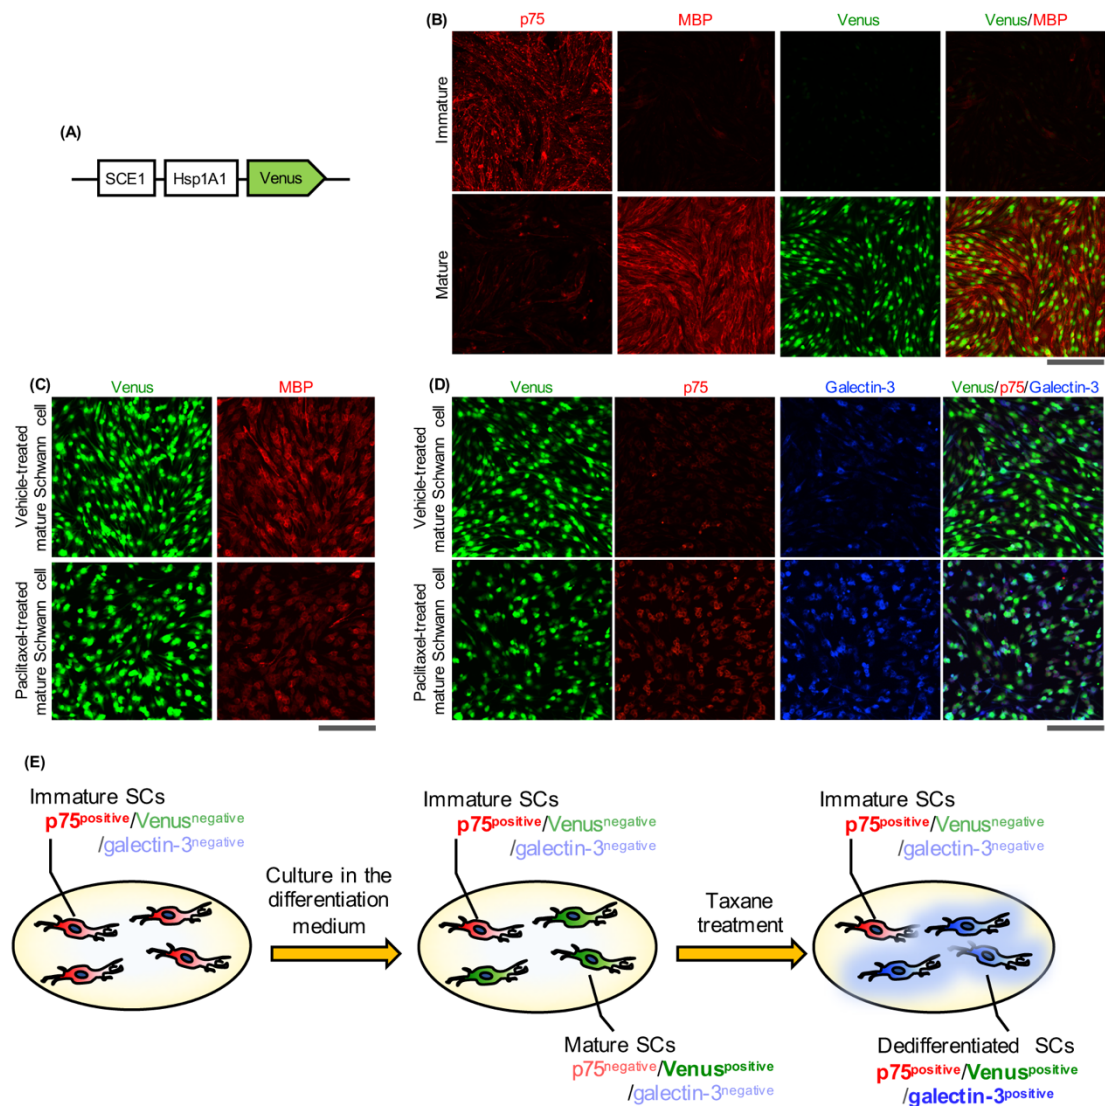 (A)
SCE1 Hsp1A1 Venus
(B)
p75 MBP Venus Venus/MBP
Immature
Mature
(C)
Venus MBP
Vehicle-treated
mature Schwann cell
Paclitaxel-treated
mature Schwann cell
(D)
Venus p75 Galectin-3 Venus/p75/Galectin-3
Vehicle-treated
mature Schwann cell
Paclitaxel-treated
mature Schwann cell
(E)
Immature SCs
p75positive/Venusnegative
/galectin-3negative
Culture in the
differentiation
medium
Immature SCs
p75positive/Venusnegative
/galectin-3negative
Mature SCs
p75negative/Venuspositive
/galectin-3negative
Taxane
treatment
Immature SCs
p75positive/Venusnegative
/galectin-3negative
Dedifferentiated SCs
p75positive/Venuspositive
/galectin-3positive